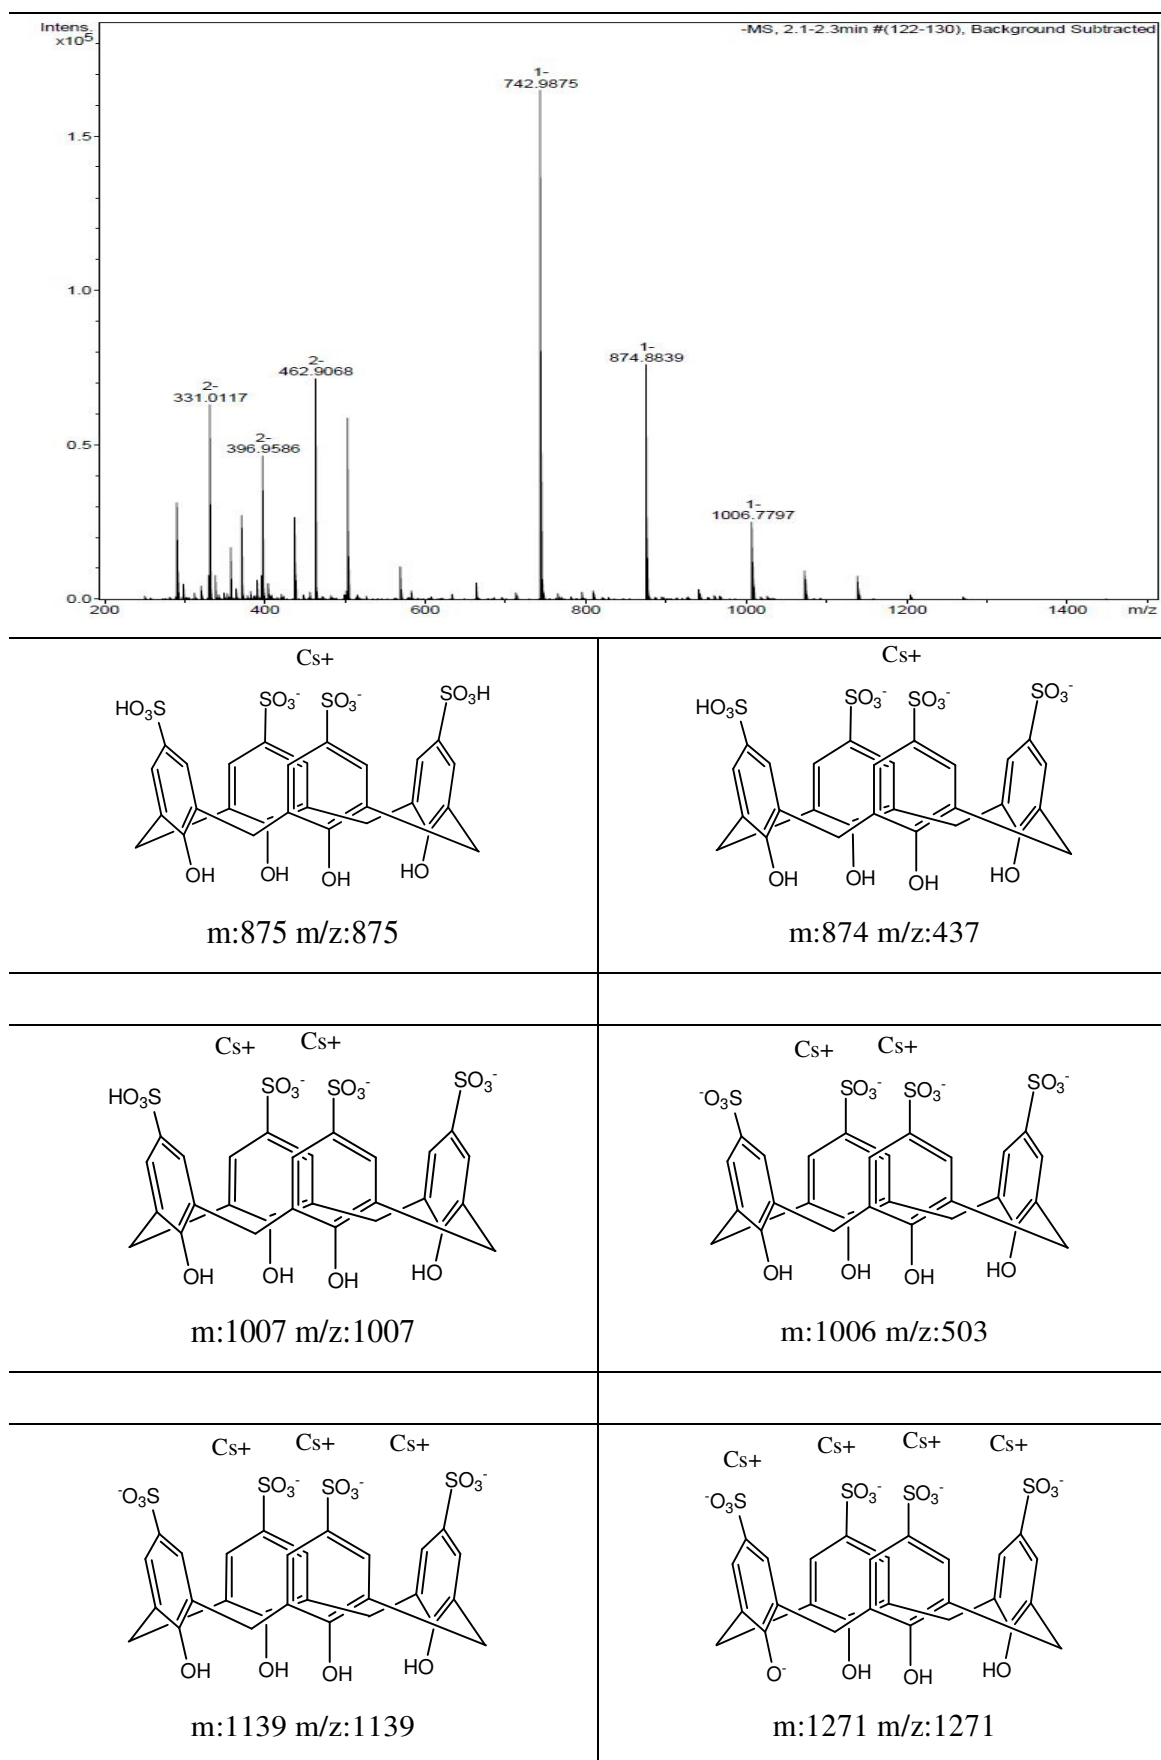 Intens.
x10⁵
-MS, 2.1-2.3min #(122-130), Background Subtracted
1-
742.9875
1.5
1.0
1-
874.8839
2-
462.9068
2-
331.0117
0.5
2-
396.9586
1-
1006.7797
0.0
200 400 600 800 1000 1200 1400 m/z
Cs+
HO₃S SO₃⁻ SO₃⁻ SO₃H
OH OH OH HO
m:875 m/z:875
Cs+
HO₃S SO₃⁻ SO₃⁻ SO₃⁻
OH OH OH HO
m:874 m/z:437
Cs+ Cs+
HO₃S SO₃⁻ SO₃⁻ SO₃⁻
OH OH OH HO
m:1007 m/z:1007
Cs+ Cs+
⁻O₃S SO₃⁻ SO₃⁻ SO₃⁻
OH OH OH HO
m:1006 m/z:503
Cs+ Cs+ Cs+
⁻O₃S SO₃⁻ SO₃⁻ SO₃⁻
OH OH OH HO
m:1139 m/z:1139
Cs+ Cs+ Cs+ Cs+
⁻O₃S SO₃⁻ SO₃⁻ SO₃⁻
O⁻ OH OH HO
m:1271 m/z:1271